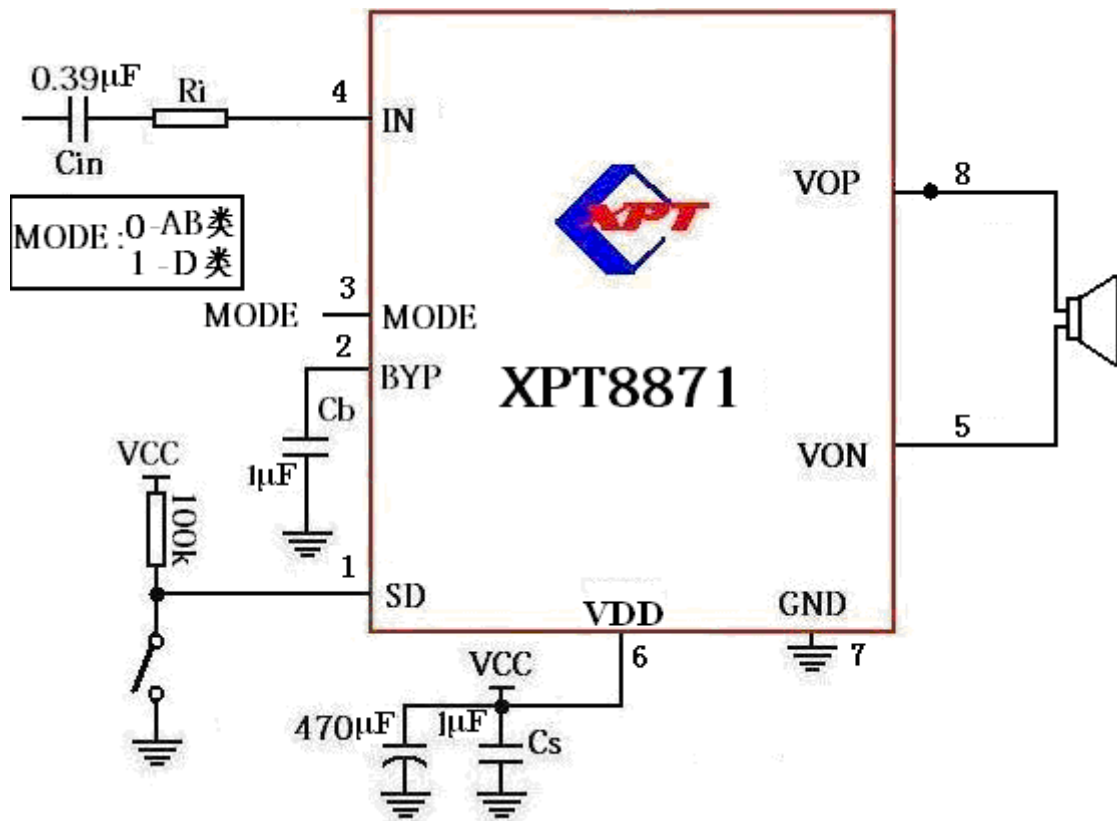 0.39µF
Ri
Cin
4
IN
MODE : 0-AB类
1-D类
XPT
VOP
8
3
MODE
MODE
2
BYP
XPT8871
Cb
1µF
VON
5
VCC
100k
1
SD
VDD
GND
6
7
VCC
470µF
1µF
Cs